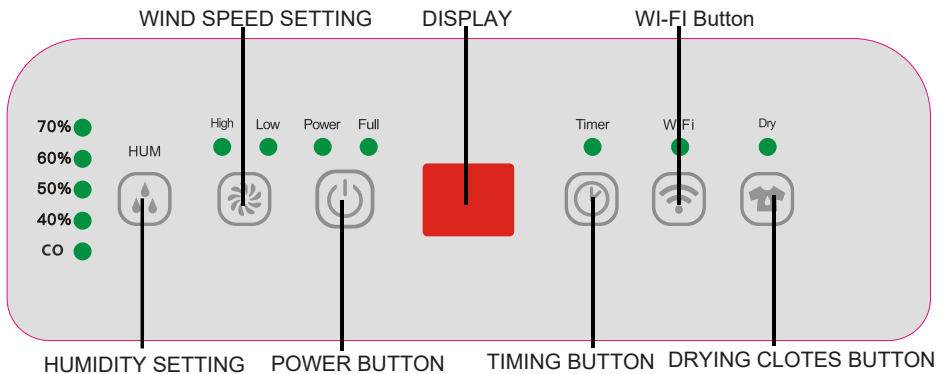 WIND SPEED SETTING
DISPLAY
WI-FI Button
High
Low
Power
Full
Timer
WiFi
Dry
70%
60%
50%
40%
CO
HUM
HUMIDITY SETTING
POWER BUTTON
TIMING BUTTON
DRYING CLOTES BUTTON